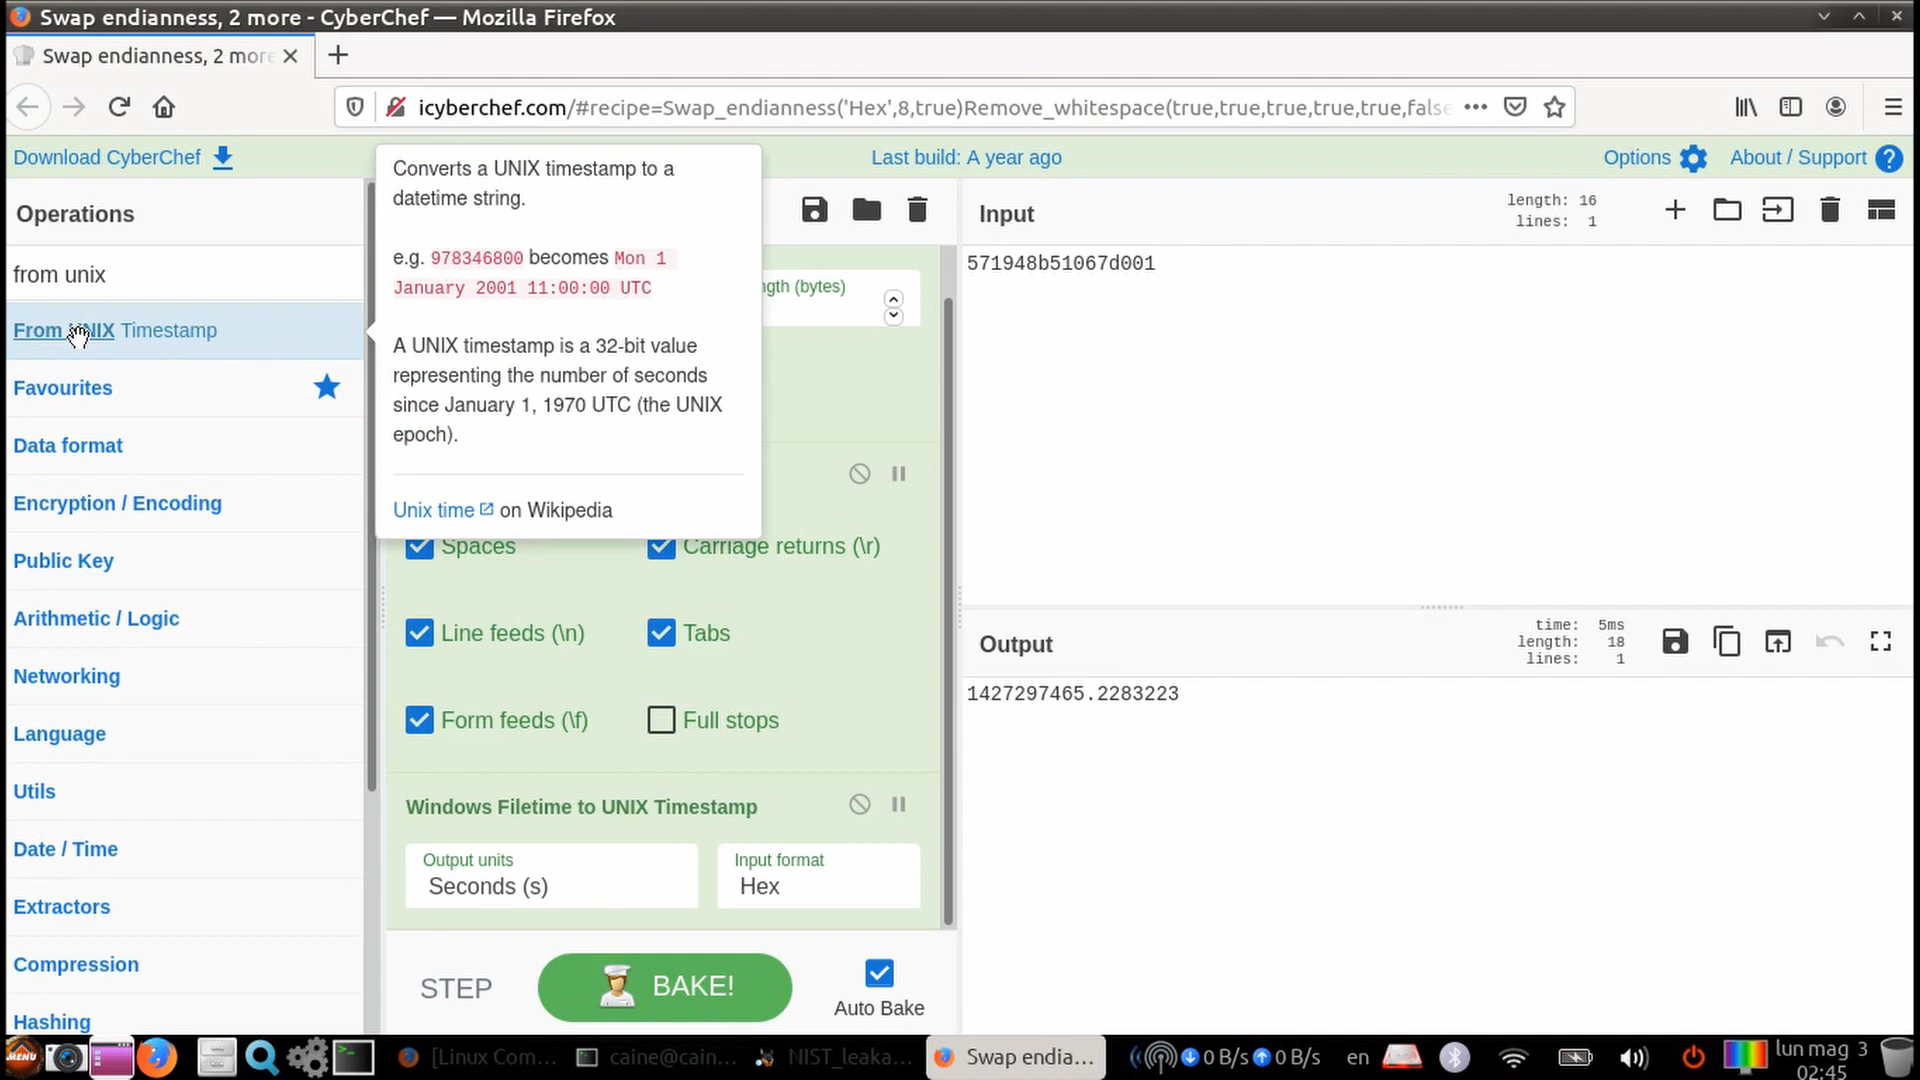 Swap endianness, 2 more - CyberChef — Mozilla Firefox
Swap endianness, 2 more
icyberchef.com/#recipe=Swap_endianness('Hex',8,true)Remove_whitespace(true,true,true,true,true,false
Download CyberChef
Last build: A year ago
Options
About / Support
Operations
from unix
From UNIX Timestamp
Favourites
Data format
Encryption / Encoding
Public Key
Arithmetic / Logic
Networking
Language
Utils
Date / Time
Extractors
Compression
Hashing
Converts a UNIX timestamp to a
datetime string.
e.g. 978346800 becomes Mon 1
January 2001 11:00:00 UTC
A UNIX timestamp is a 32-bit value
representing the number of seconds
since January 1, 1970 UTC (the UNIX
epoch).
Unix time on Wikipedia
ngth (bytes)
Spaces
Carriage returns (\r)
Line feeds (\n)
Tabs
Form feeds (\f)
Full stops
Windows Filetime to UNIX Timestamp
Output units
Seconds (s)
Input format
Hex
STEP
BAKE!
Auto Bake
Input
length: 16
lines: 1
571948b51067d001
Output
time: 5ms
length: 18
lines: 1
1427297465.2283223
MENU
[Linux Com...
caine@cain...
NIST_leaka...
Swap endia...
0 B/s
0 B/s
en
lun mag 3
02:45